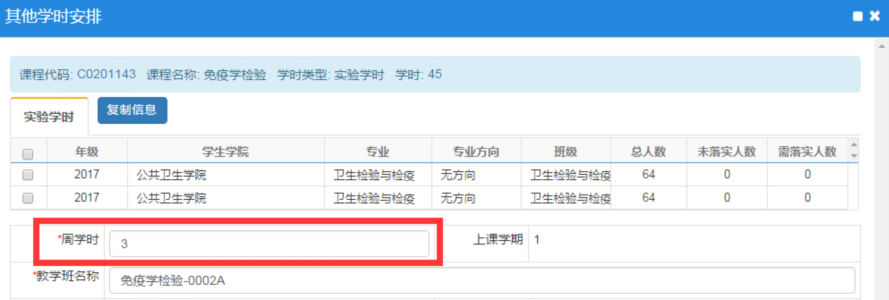 其他学时安排
课程代码: C0201143 课程名称: 免疫学检验 学时类型: 实验学时 学时: 45
实验学时 复制信息
年级 学生学院 专业 专业方向 班级 总人数 未落实人数 需落实人数
2017 公共卫生学院 卫生检验与检疫 无方向 卫生检验与检疫 64 0 0
2017 公共卫生学院 卫生检验与检疫 无方向 卫生检验与检疫 64 0 0
*周学时 3 上课学期 1
*教学班名称 免疫学检验-0002A